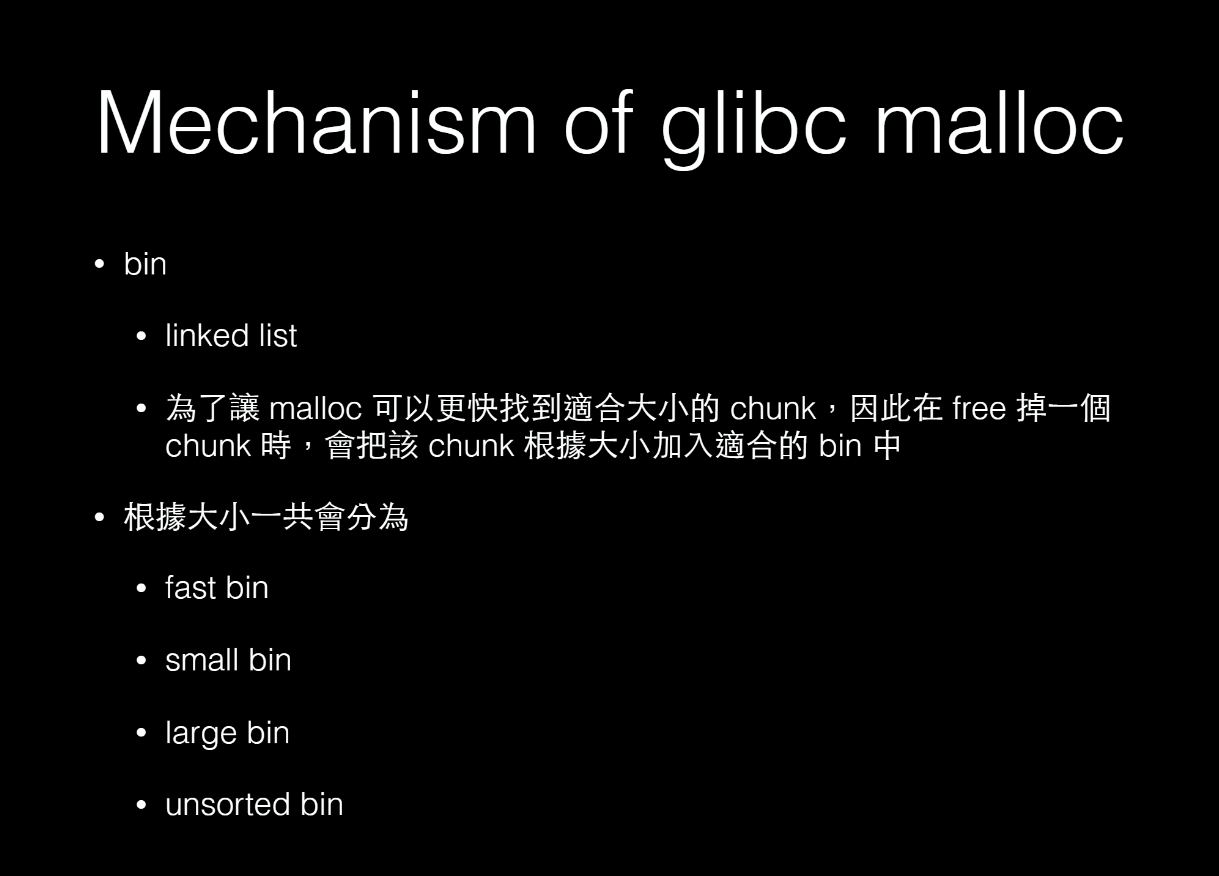 Mechanism of glibc malloc
• bin
• linked list
• 為了讓 malloc 可以更快找到適合大小的 chunk，因此在 free 掉一個
chunk 時，會把該 chunk 根據大小加入適合的 bin 中
• 根據大小一共會分為
• fast bin
• small bin
• large bin
• unsorted bin